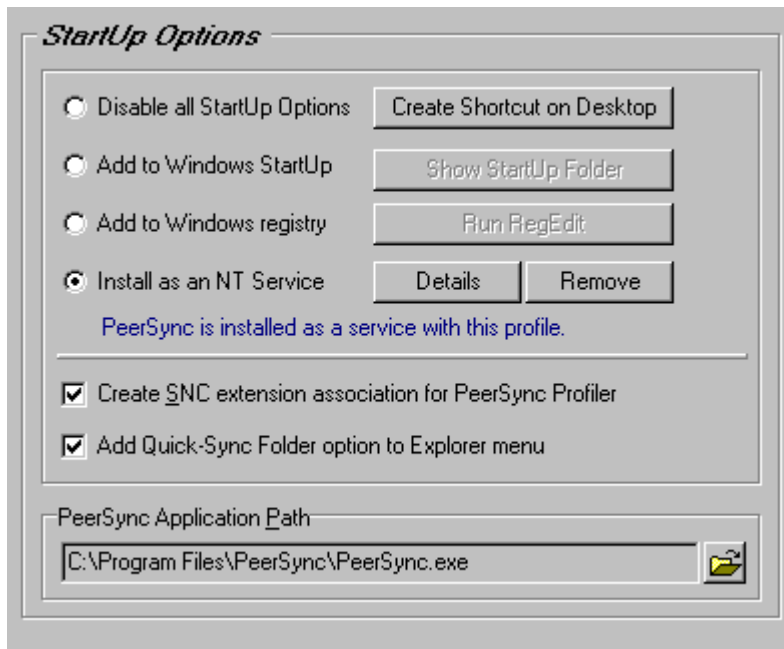 StartUp Options
Disable all StartUp Options Create Shortcut on Desktop
Add to Windows StartUp Show StartUp Folder
Add to Windows registry Run RegEdit
Install as an NT Service Details Remove
PeerSync is installed as a service with this profile.
Create SNC extension association for PeerSync Profiler
Add Quick-Sync Folder option to Explorer menu
PeerSync Application Path
C:\Program Files\PeerSync\PeerSync.exe